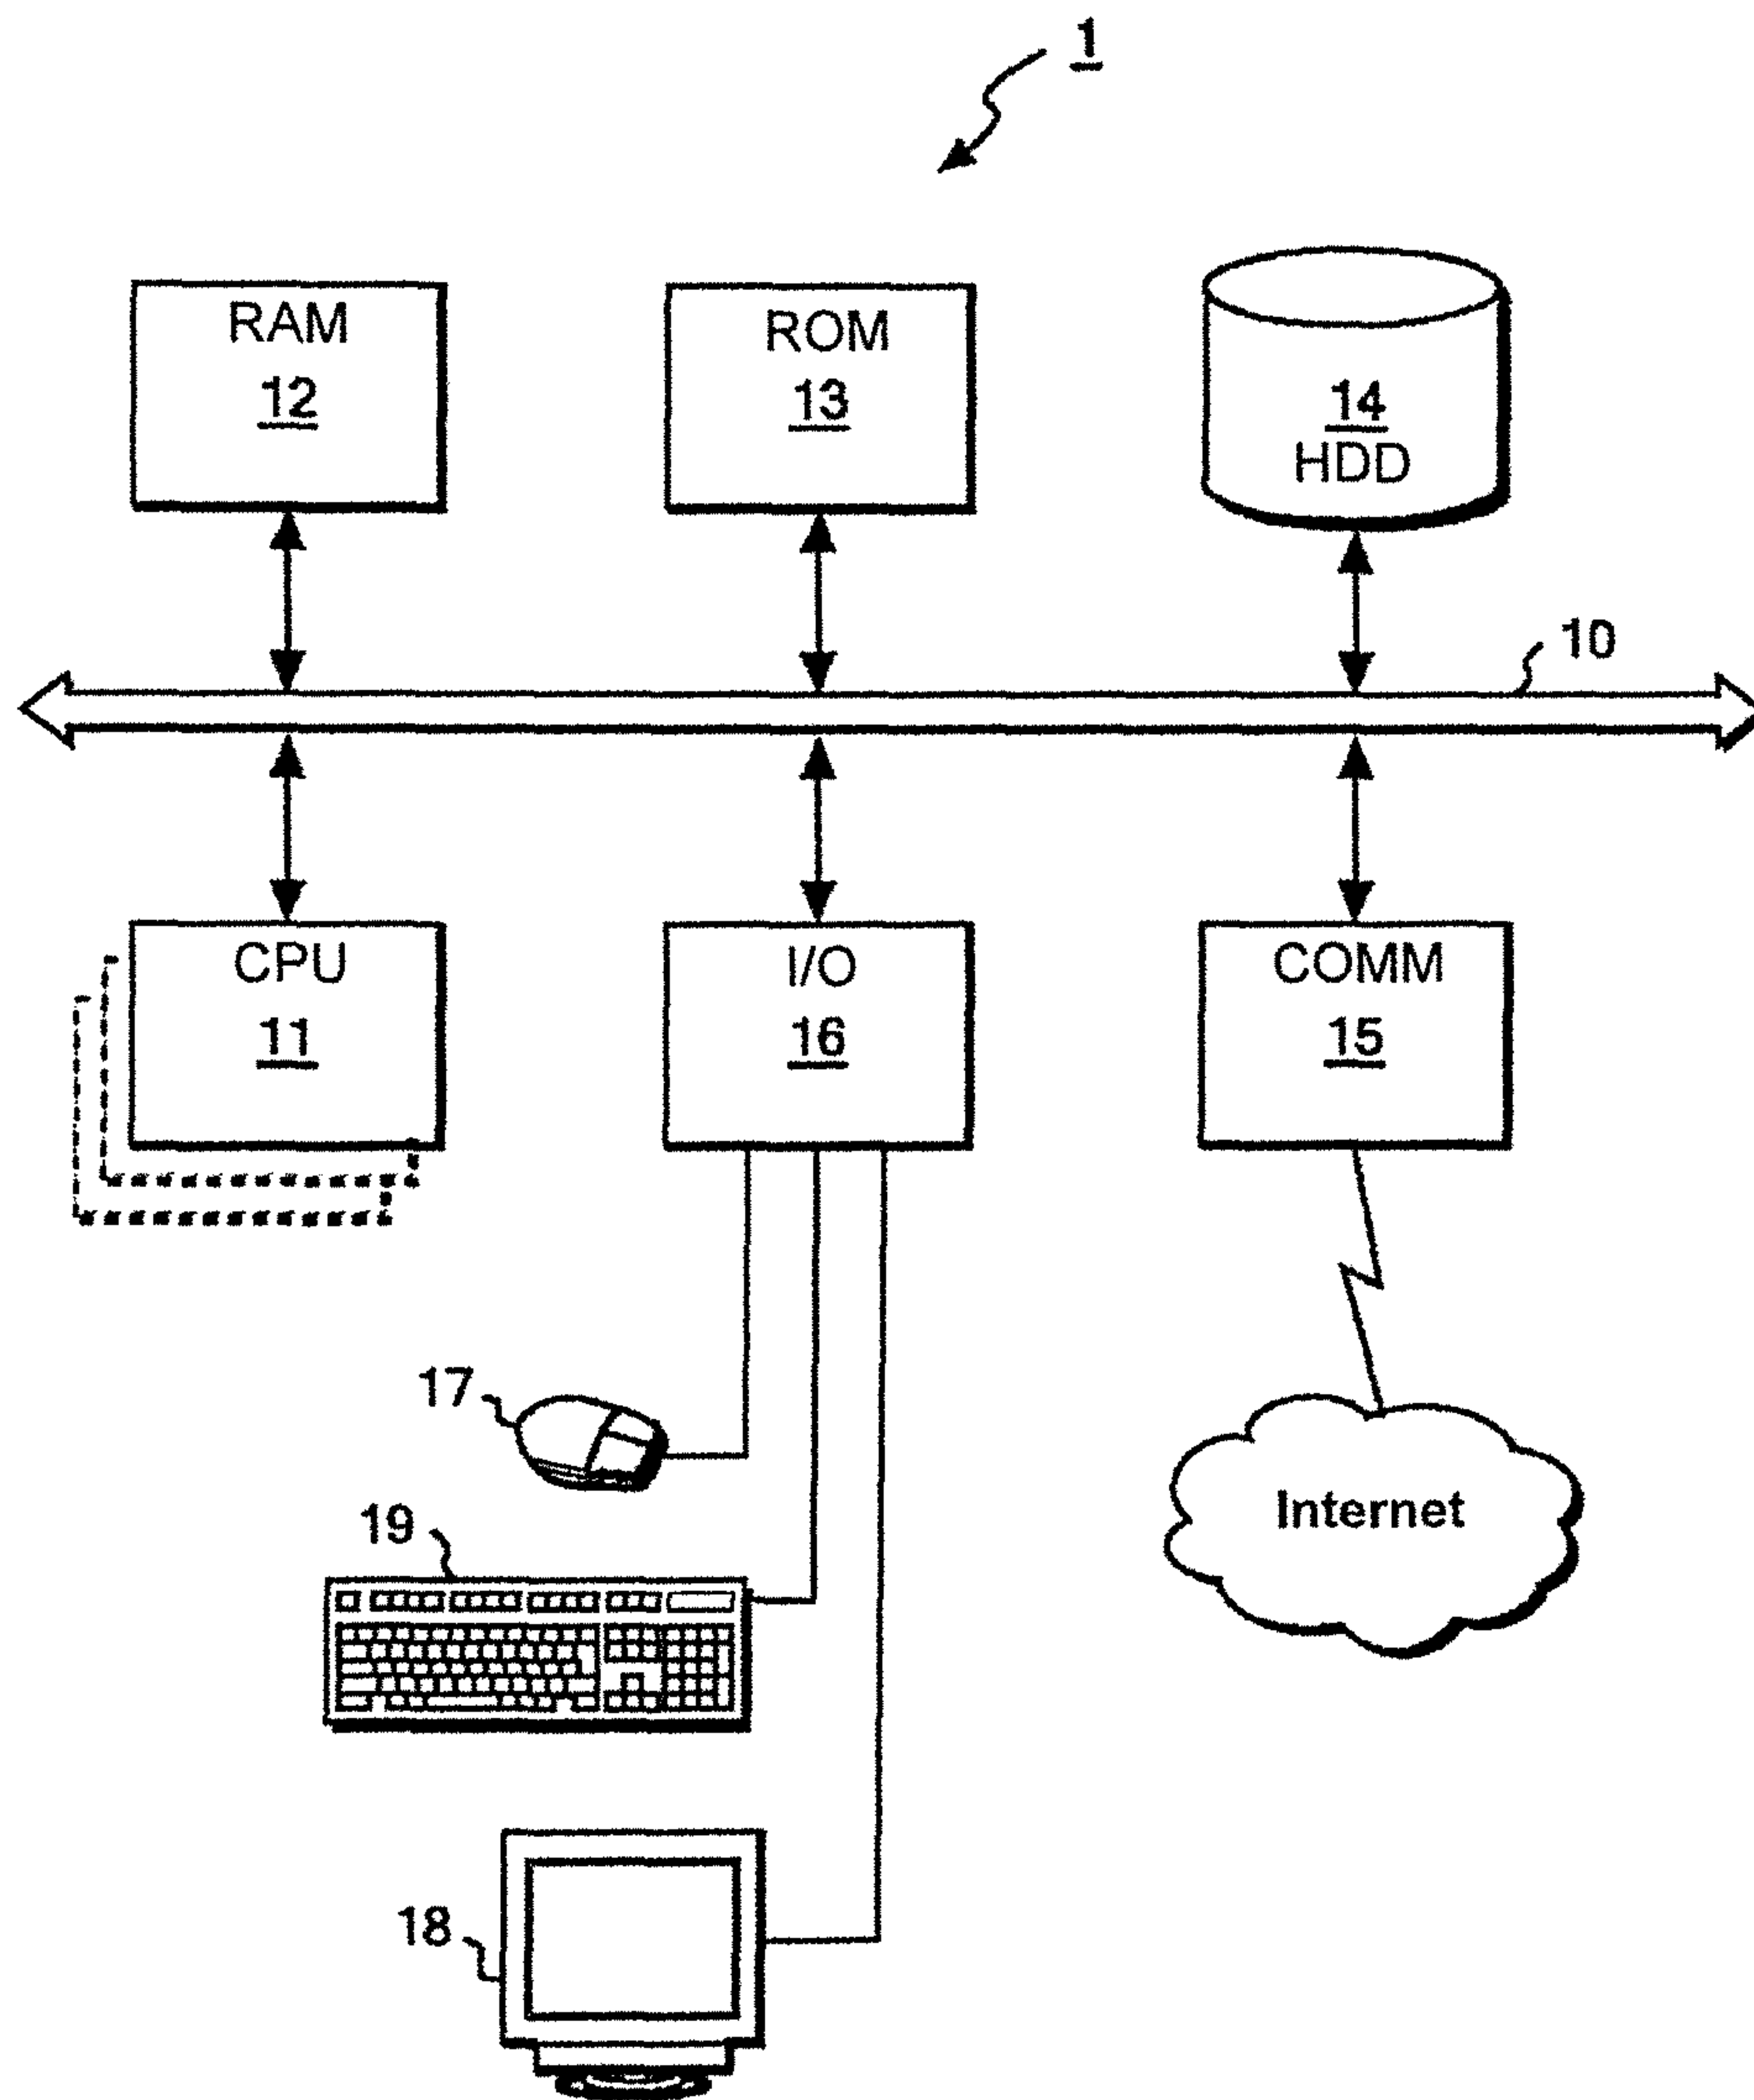 1
RAM
12
ROM
13
14
HDD
10
CPU
11
I/O
16
COMM
15
17
Internet
19
18